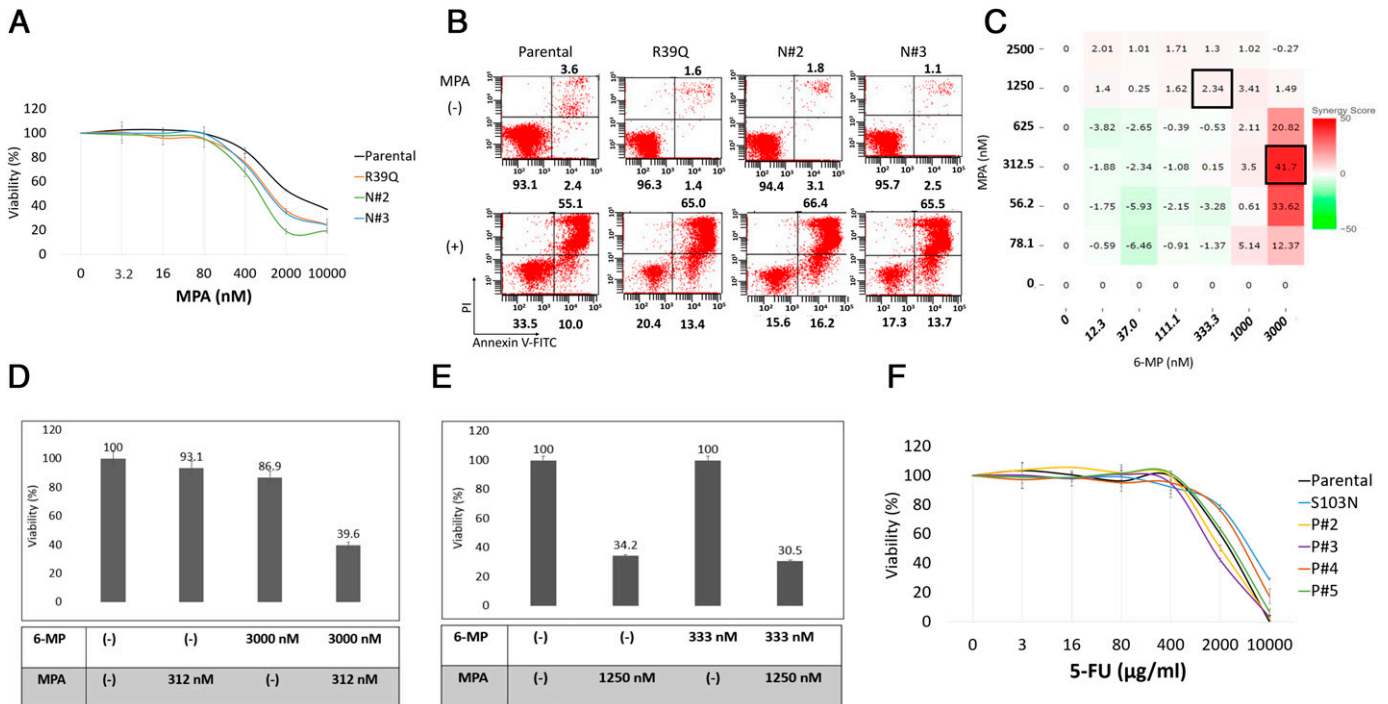 A
120
100
80
60
40
20
0
Viability (%)
0 3.2 16 80 400 2000 10000
MPA (nM)
Parental
R39Q
N#2
N#3
B
Parental R39Q N#2 N#3
MPA
(-)
3.6 1.6 1.8 1.1
93.1 2.4 96.3 1.4 94.4 3.1 95.7 2.5
(+)
55.1 65.0 66.4 65.5
33.5 10.0 20.4 13.4 15.6 16.2 17.3 13.7
PI
Annexin V-FITC
C
2500 0 2.01 1.01 1.71 1.3 1.02 -0.27
1250 0 1.4 0.25 1.62 2.34 3.41 1.49
625 0 -3.82 -2.65 -0.39 -0.53 2.11 20.82
312.5 0 -1.88 -2.34 -1.08 0.15 3.5 41.7
56.2 0 -1.75 -5.93 -2.15 -3.28 0.61 33.62
78.1 0 -0.59 -6.46 -0.91 -1.37 5.14 12.37
0 0 0 0 0 0 0 0
MPA (nM)
0 12.3 37.0 111.1 333.3 1000 3000
6-MP (nM)
Synergy Score
50
0
−50
D
120
100
80
60
40
20
0
Viability (%)
100 93.1 86.9 39.6
6-MP (-) (-) 3000 nM 3000 nM
MPA (-) 312 nM (-) 312 nM
E
120
100
80
60
40
20
0
Viability (%)
100 34.2 100 30.5
6-MP (-) (-) 333 nM 333 nM
MPA (-) 1250 nM (-) 1250 nM
F
120
100
80
60
40
20
0
Viability (%)
0 3 16 80 400 2000 10000
5-FU (µg/ml)
Parental
S103N
P#2
P#3
P#4
P#5